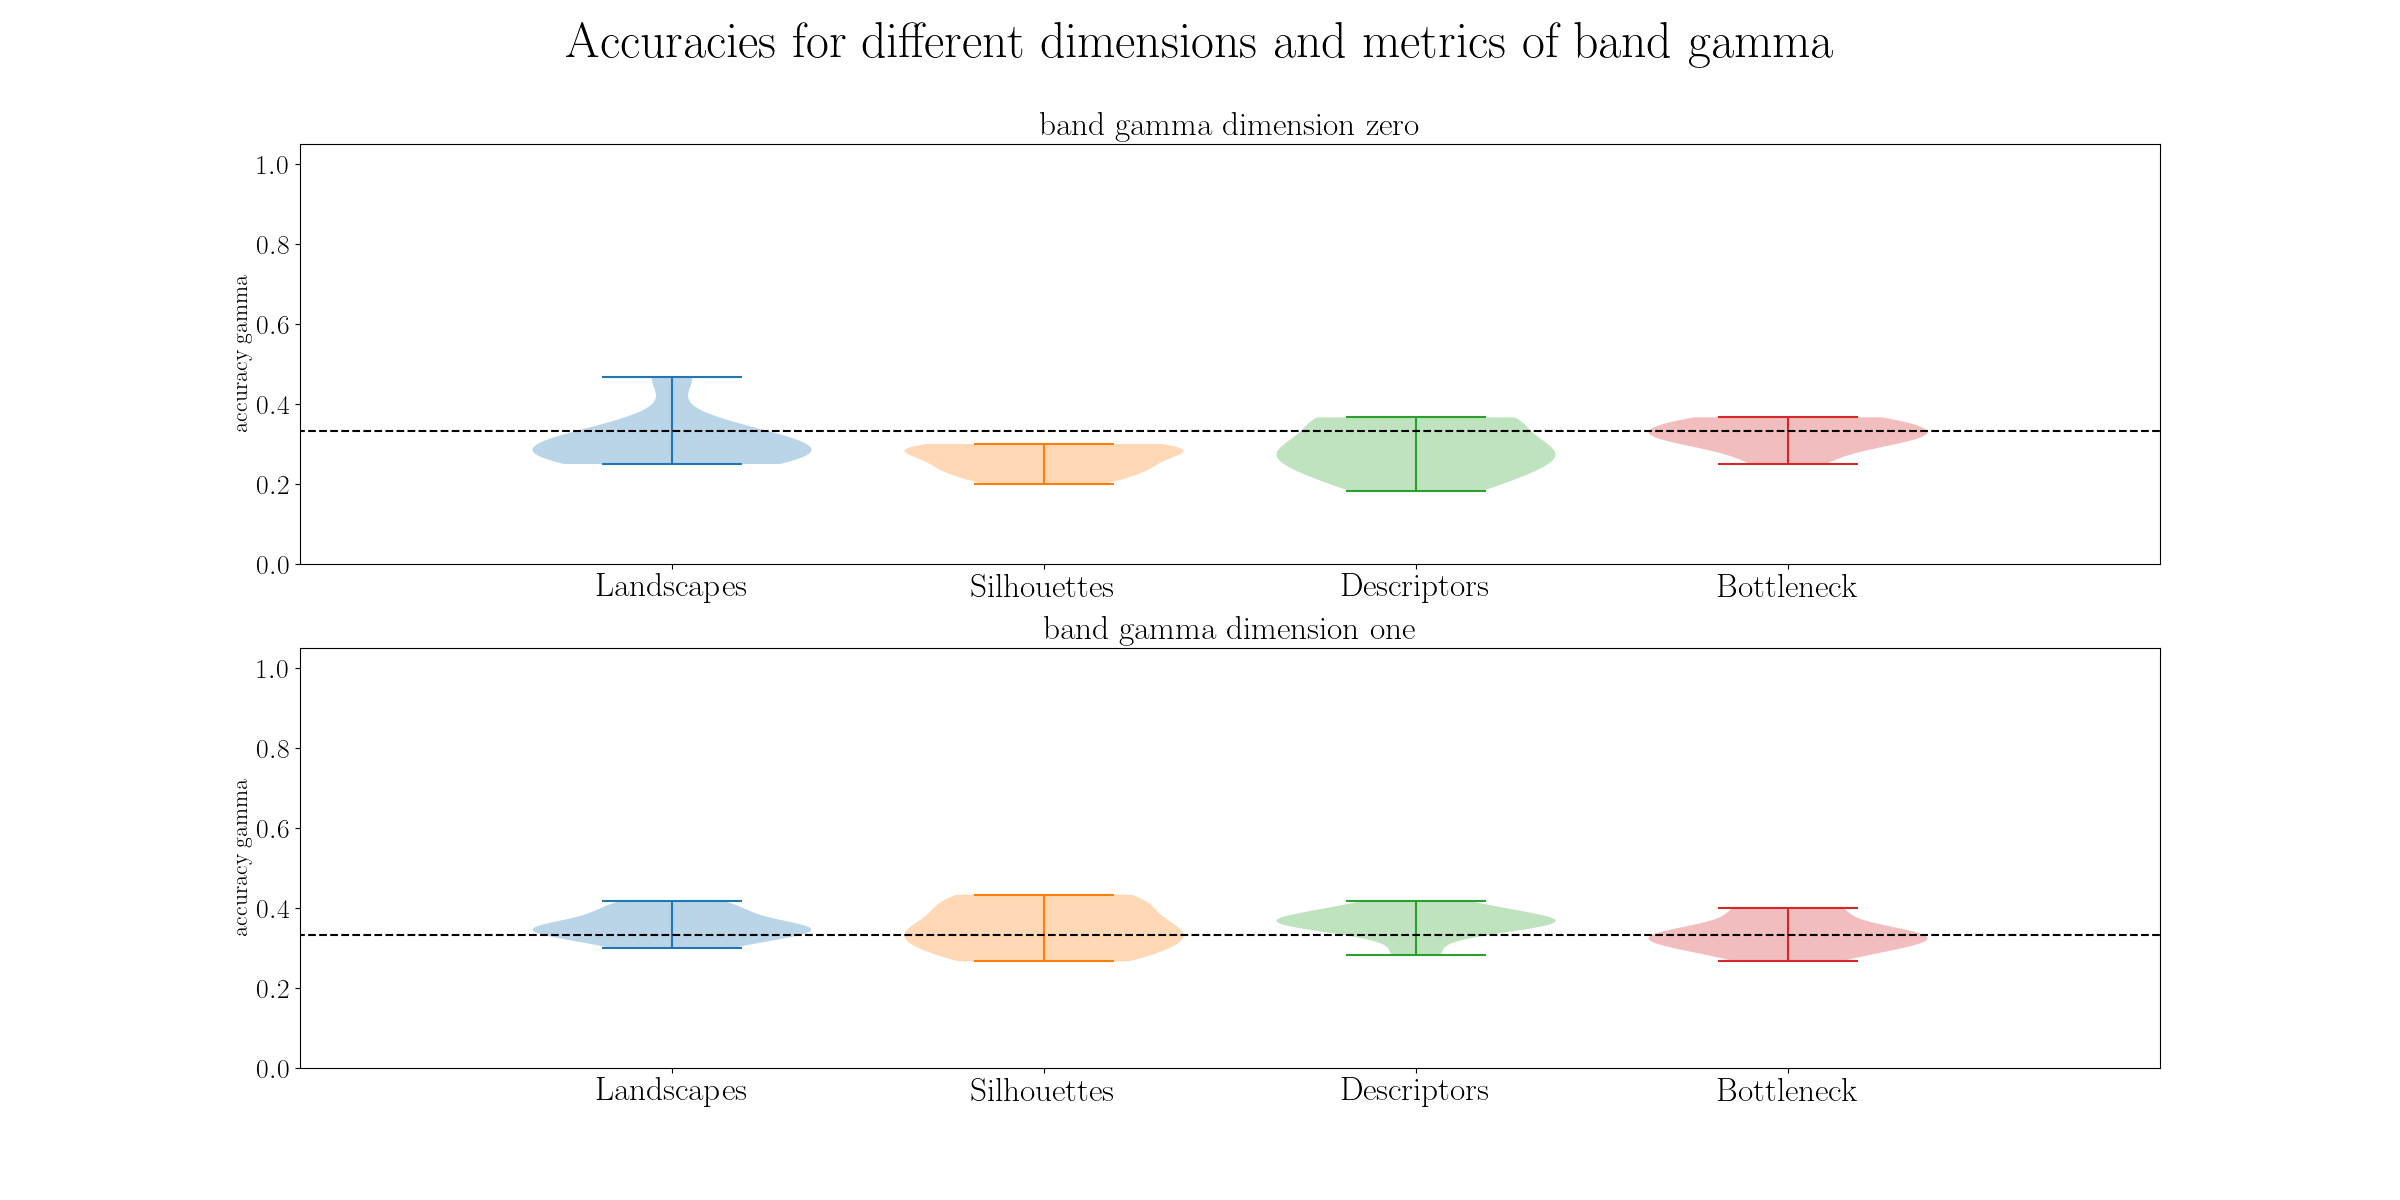 Accuracies for different dimensions and metrics of band gamma
band gamma dimension zero
accuracy gamma
1.0
0.8
0.6
0.4
0.2
0.0
Landscapes Silhouettes Descriptors Bottleneck
band gamma dimension one
accuracy gamma
1.0
0.8
0.6
0.4
0.2
0.0
Landscapes Silhouettes Descriptors Bottleneck